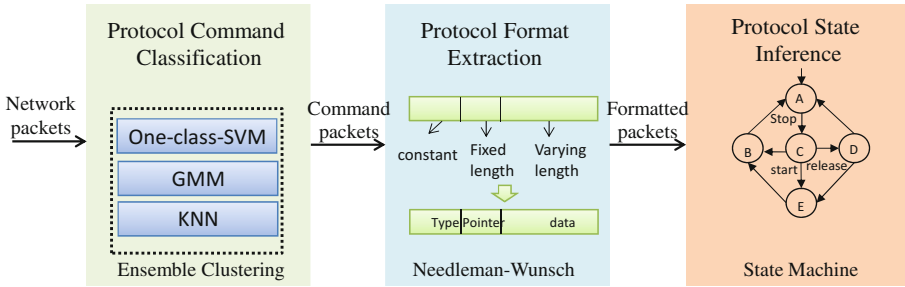 Network
packets
Protocol Command
Classification
One-class-SVM
GMM
KNN
Ensemble Clustering
Command
packets
Protocol Format
Extraction
constant
Fixed
length
Varying
length
Type Pointer data
Needleman-Wunsch
Formatted
packets
Protocol State
Inference
A
Stop
B
C
D
start
release
E
State Machine